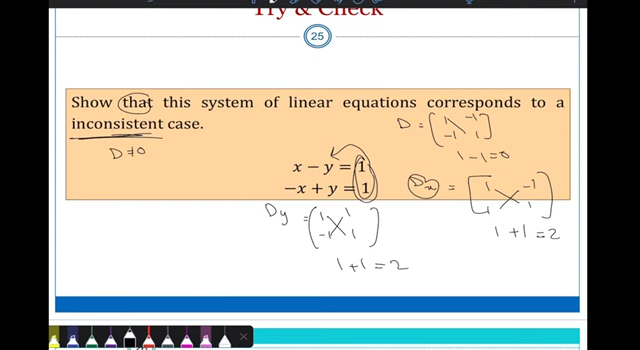 Try & Check
25
Show that this system of linear equations corresponds to a
inconsistent case.
D ≠ 0
D = ( 1 -1
-1 1 )
1 - 1 = 0
x − y = 1
−x + y = 1
Dx = [ 1 -1
1 1 ]
1 + 1 = 2
Dy = ( 1 1
-1 1 )
1 + 1 = 2